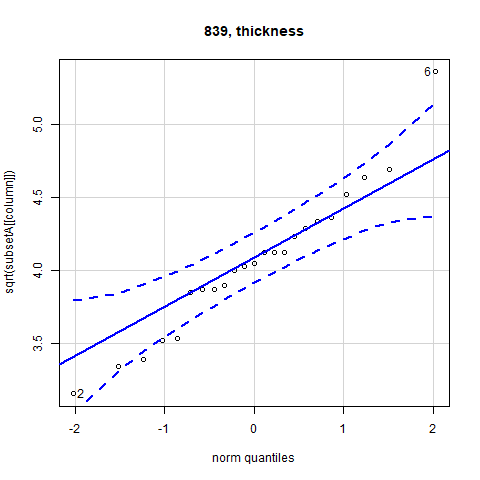 839, thickness
sqrt(subsetA[[column]])
5.0
4.5
4.0
3.5
6
2
-2 -1 0 1 2
norm quantiles